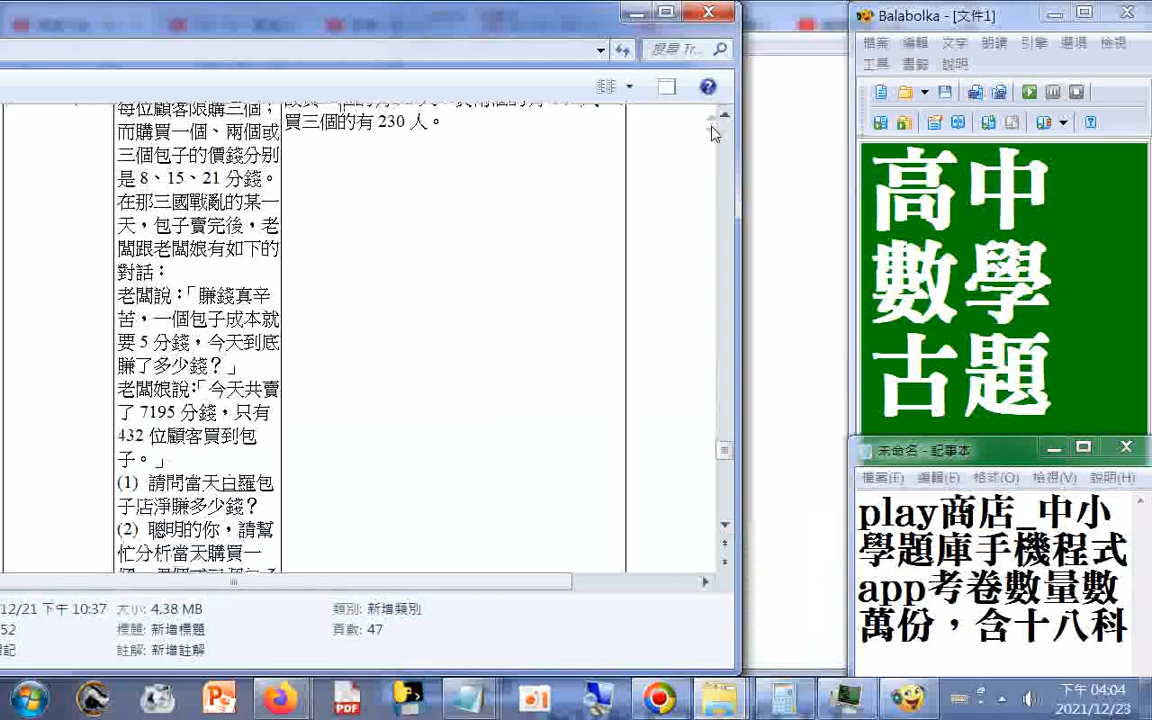 搜尋 Tr...
每位顧客限購三個；
而購買一個、兩個或
三個包子的價錢分別
是 8、15、21 分錢。
在那三國戰亂的某一
天，包子賣完後，老
闆跟老闆娘有如下的
對話：
老闆說：「賺錢真辛
苦，一個包子成本就
要 5 分錢，今天到底
賺了多少錢？」
老闆娘說：「今天共賣
了 7195 分錢，只有
432 位顧客買到包
子。」
(1) 請問當天白羅包
子店淨賺多少錢？
(2) 聰明的你，請幫
忙分析當天購買一
買三個的有 230 人。
12/21 下午 10:37
大小: 4.38 MB
類別: 新增類別
52
標題: 新增標題
頁數: 47
註解: 新增註解
Balabolka - [文件1]
檔案 編輯 文字 朗讀 引擎 選項 檢視
工具 書籤 說明
高中
數學
古題
未命名 - 記事本
檔案(F) 編輯(E) 格式(O) 檢視(V) 說明(H)
play商店_中小
學題庫手機程式
app考卷數量數
萬份，含十八科
PDF
下午 04:04
2021/12/23